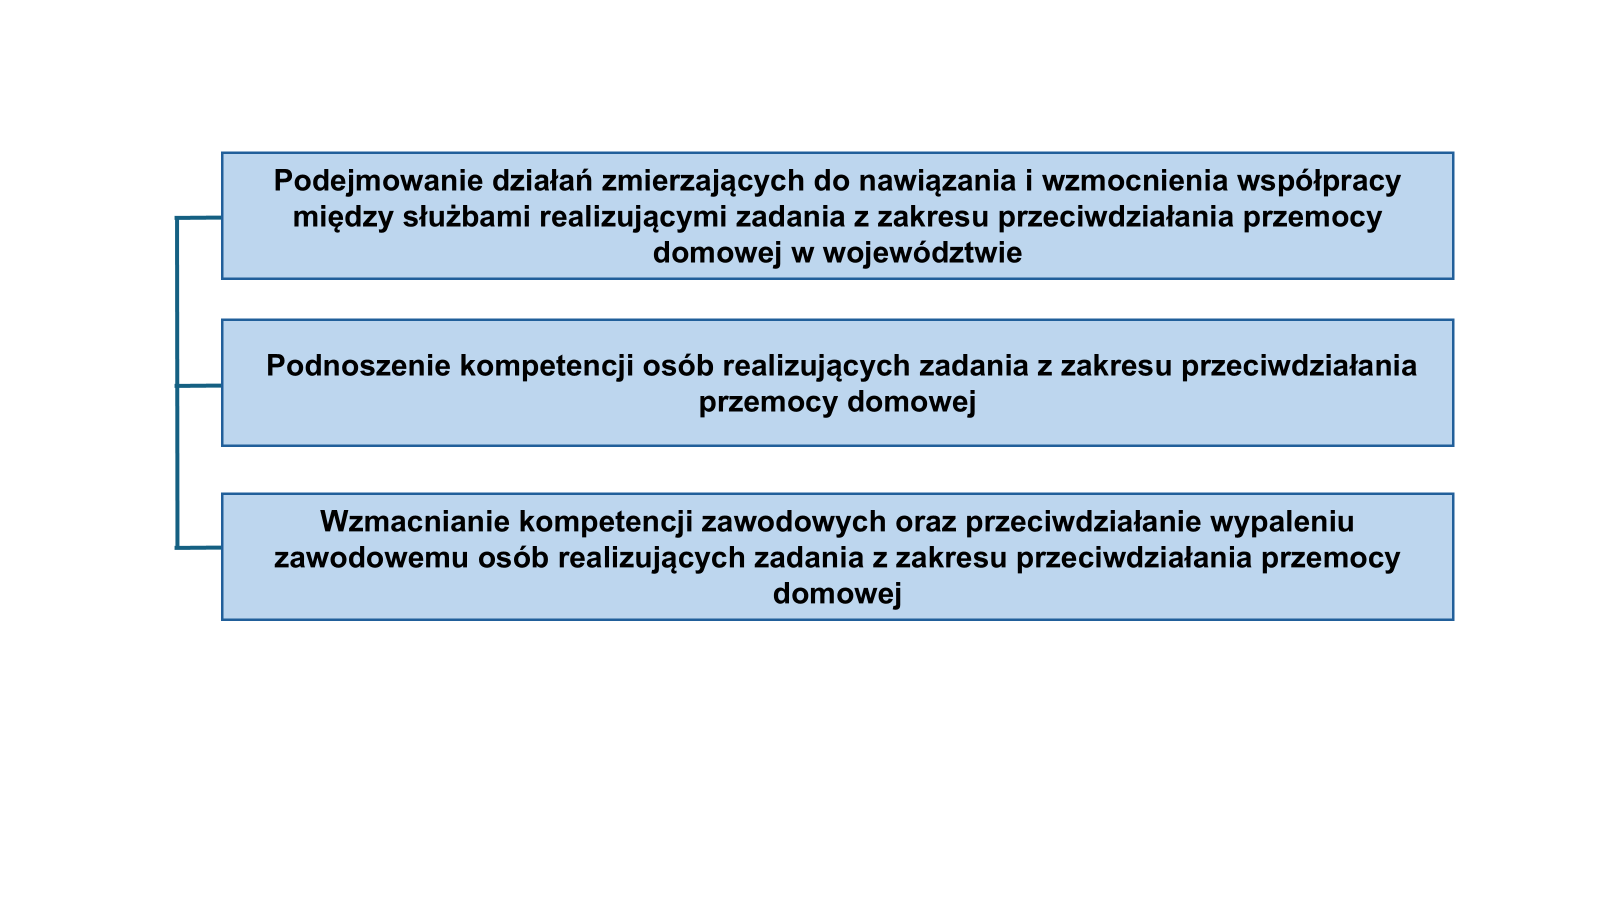 Podejmowanie działań zmierzających do nawiązania i wzmocnienia współpracy
między służbami realizującymi zadania z zakresu przeciwdziałania przemocy
domowej w województwie
Podnoszenie kompetencji osób realizujących zadania z zakresu przeciwdziałania
przemocy domowej
Wzmacnianie kompetencji zawodowych oraz przeciwdziałanie wypaleniu
zawodowemu osób realizujących zadania z zakresu przeciwdziałania przemocy
domowej